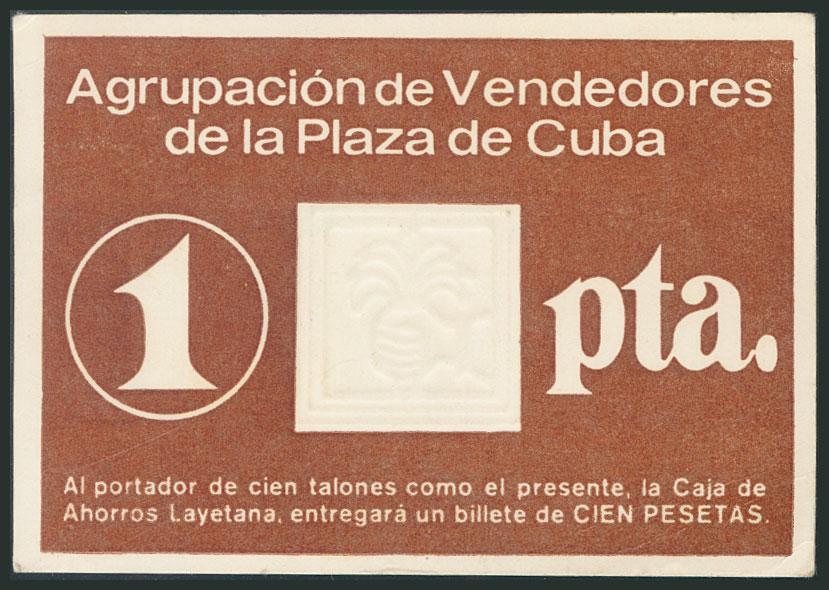 Agrupación de Vendedores
de la Plaza de Cuba
1 pta.
Al portador de cien talones como el presente, la Caja de
Ahorros Layetana, entregará un billete de CIEN PESETAS.